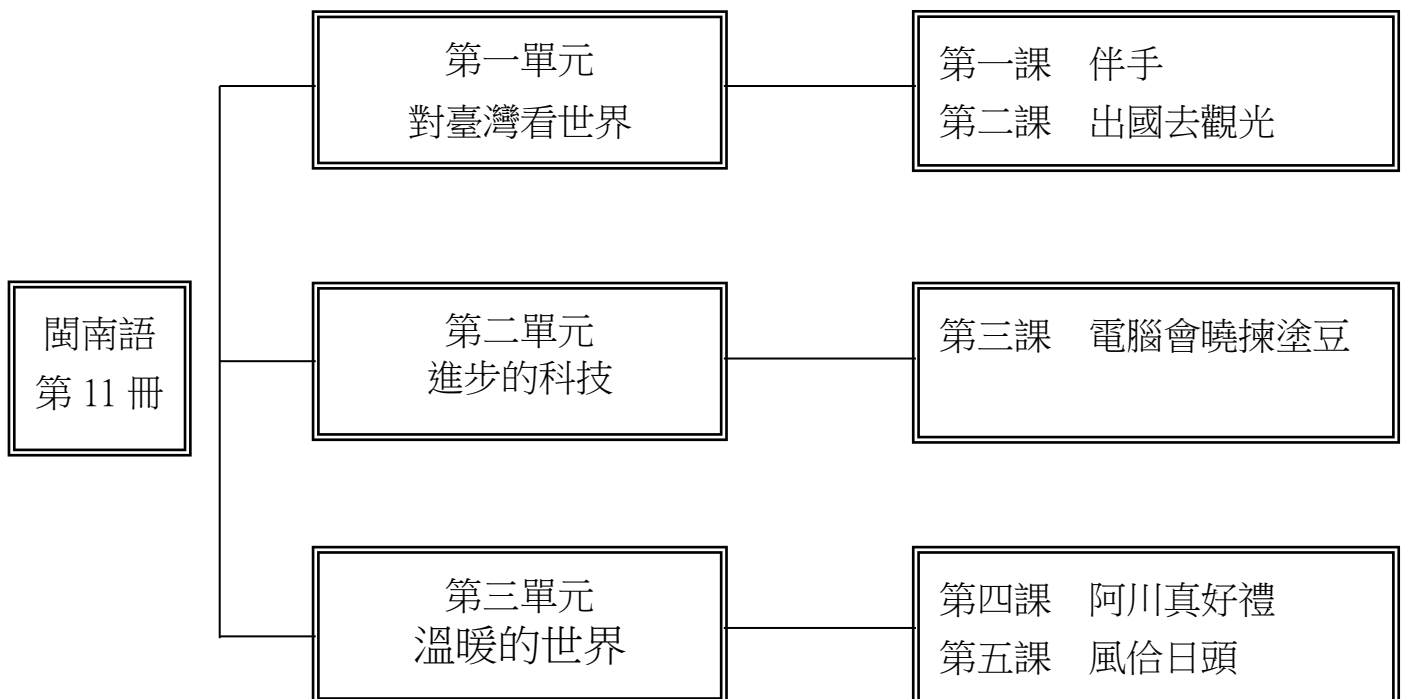 閩南語
第 11 冊
第一單元
對臺灣看世界
第一課　伴手
第二課　出國去觀光
第二單元
進步的科技
第三課　電腦會曉揀塗豆
第三單元
溫暖的世界
第四課　阿川真好禮
第五課　風佮日頭